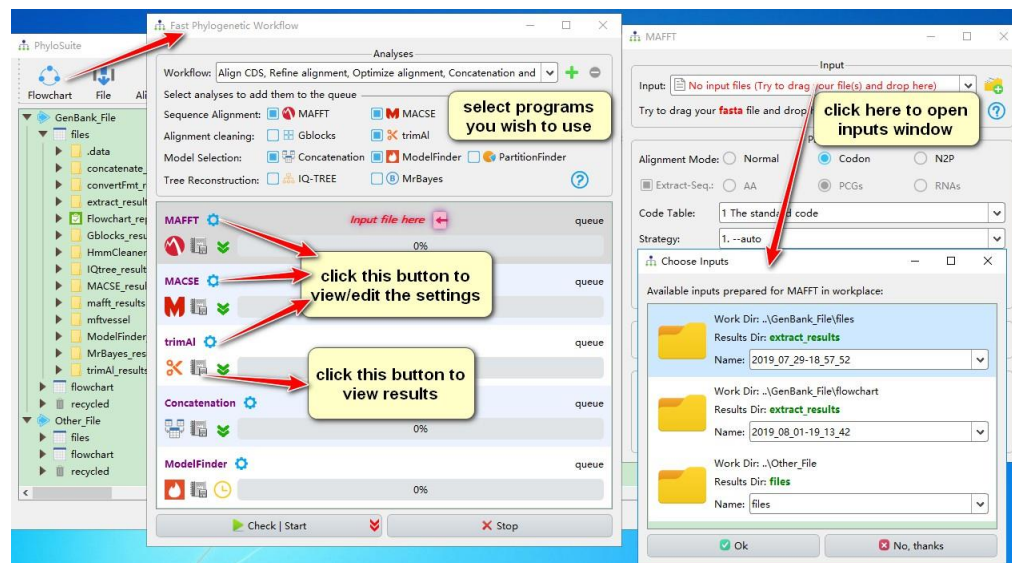 PhyloSuite
Flowchart File Ali
GenBank_File
files
.data
concatenate_
convertFmt_r
extract_result
Flowchart_rep
Gblocks_resu
HmmCleaner
IQtree_result
MACSE_resul
mafft_results
mftvessel
ModelFinder
MrBayes_res
trimAl_results
flowchart
recycled
Other_File
files
flowchart
recycled
Fast Phylogenetic Workflow
Analyses
Workflow: Align CDS, Refine alignment, Optimize alignment, Concatenation and
Select analyses to add them to the queue
Sequence Alignment: MAFFT MACSE
Alignment cleaning: Gblocks trimAl
Model Selection: Concatenation ModelFinder PartitionFinder
Tree Reconstruction: IQ-TREE MrBayes
select programs
you wish to use
MAFFT Input file here queue
0%
MACSE queue
click this button to
view/edit the settings
trimAl queue
click this button to
view results
Concatenation queue
0%
ModelFinder queue
0%
Check | Start Stop
MAFFT
Input
Input: No input files (Try to drag your file(s) and drop here)
Try to drag your fasta file and drop
click here to open
inputs window
Alignment Mode: Normal Codon N2P
Extract-Seq.: AA PCGs RNAs
Code Table: 1 The standard code
Strategy: 1. --auto
Choose Inputs
Available inputs prepared for MAFFT in workplace:
Work Dir: ..\GenBank_File\files
Results Dir: extract_results
Name: 2019_07_29-18_57_52
Work Dir: ..\GenBank_File\flowchart
Results Dir: extract_results
Name: 2019_08_01-19_13_42
Work Dir: ..\Other_File
Results Dir: files
Name: files
Ok No, thanks